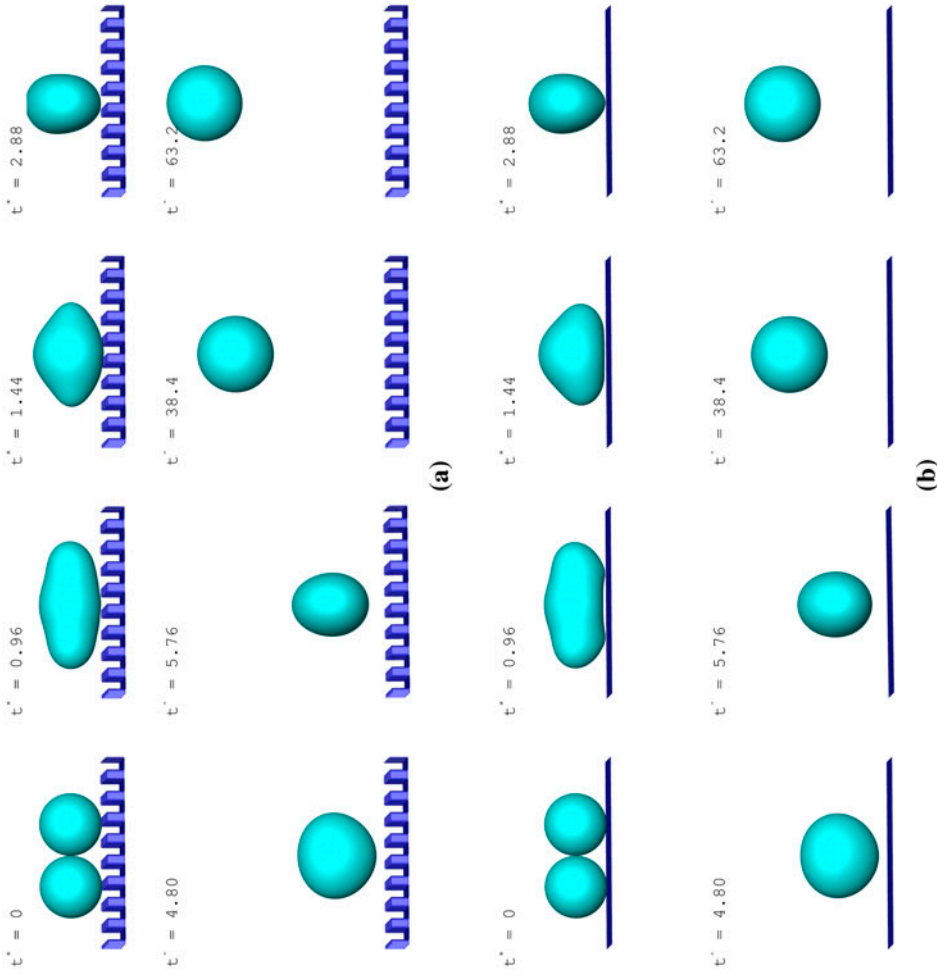 t* = 0
t* = 0.96
t* = 1.44
t* = 2.88
t* = 4.80
t* = 5.76
t* = 38.4
t* = 63.2
(a)
t* = 0
t* = 0.96
t* = 1.44
t* = 2.88
t* = 4.80
t* = 5.76
t* = 38.4
t* = 63.2
(b)